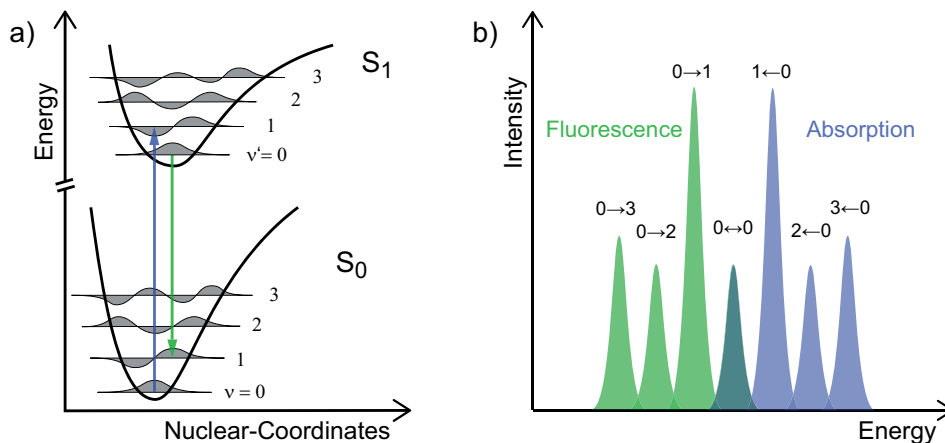 a)
Energy
S1
3
2
1
ν‘= 0
S0
3
2
1
ν = 0
Nuclear-Coordinates
b)
Intensity
0→1
1←0
Fluorescence
Absorption
0→3
0→2
0↔0
2←0
3←0
Energy